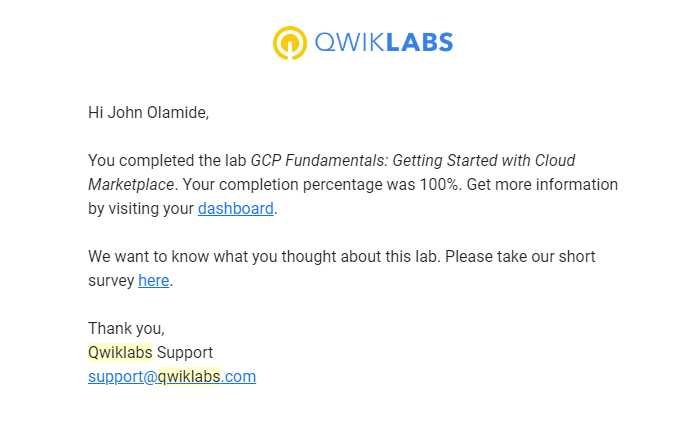 QWIKLABS
Hi John Olamide,
You completed the lab GCP Fundamentals: Getting Started with Cloud
Marketplace. Your completion percentage was 100%. Get more information
by visiting your dashboard.
We want to know what you thought about this lab. Please take our short
survey here.
Thank you,
Qwiklabs Support
support@qwiklabs.com